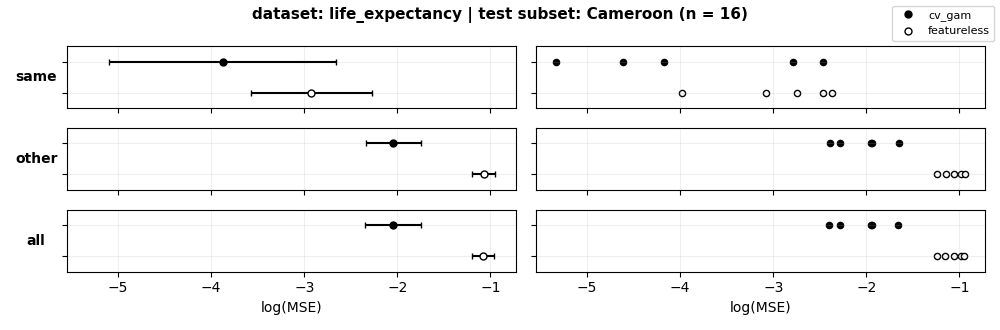 dataset: life_expectancy | test subset: Cameroon (n = 16)
cv_gam
featureless
same
other
all
−5 −4 −3 −2 −1
−5 −4 −3 −2 −1
log(MSE)
log(MSE)